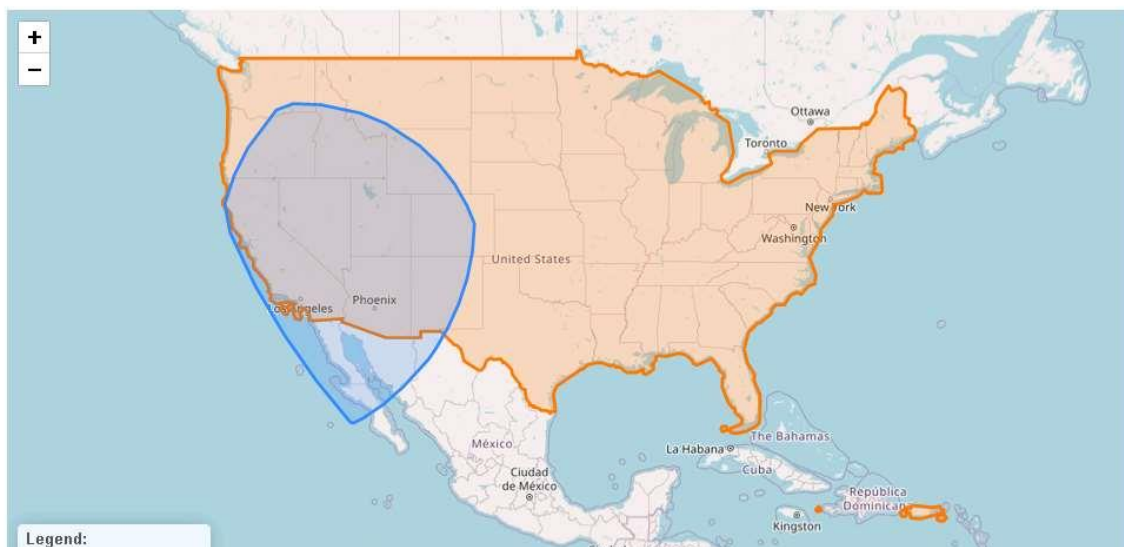 +
−
Ottawa
Toronto
New York
Washington
United States
Los Angeles
Phoenix
The Bahamas
La Habana
Cuba
México
Ciudad
de México
República
Dominicana
Kingston
Legend: